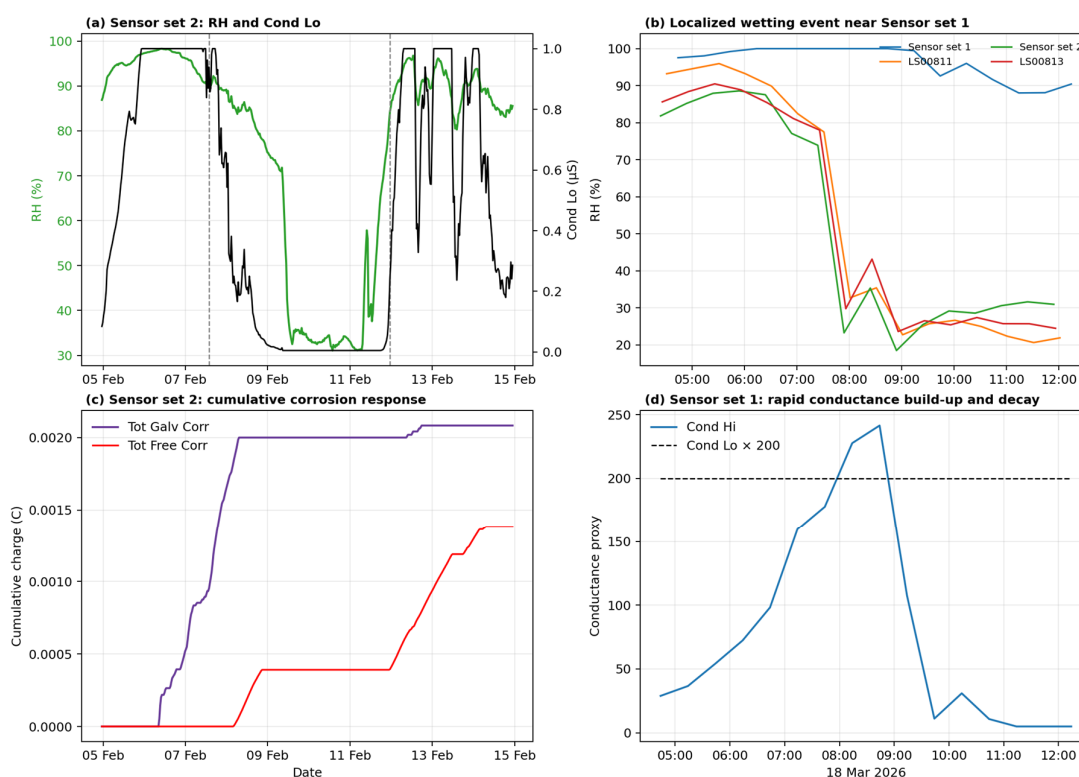 (a) Sensor set 2: RH and Cond Lo
100
90
80
70
60
50
40
30
RH (%)
1.0
0.8
0.6
0.4
0.2
0.0
Cond Lo (µS)
05 Feb 07 Feb 09 Feb 11 Feb 13 Feb 15 Feb
(b) Localized wetting event near Sensor set 1
Sensor set 1 Sensor set 2
LS00811 LS00813
100
90
80
70
60
50
40
30
20
RH (%)
05:00 06:00 07:00 08:00 09:00 10:00 11:00 12:00
(c) Sensor set 2: cumulative corrosion response
Tot Galv Corr
Tot Free Corr
0.0020
0.0015
0.0010
0.0005
0.0000
Cumulative charge (C)
05 Feb 07 Feb 09 Feb 11 Feb 13 Feb 15 Feb
Date
(d) Sensor set 1: rapid conductance build-up and decay
Cond Hi
Cond Lo × 200
250
200
150
100
50
0
Conductance proxy
05:00 06:00 07:00 08:00 09:00 10:00 11:00 12:00
18 Mar 2026